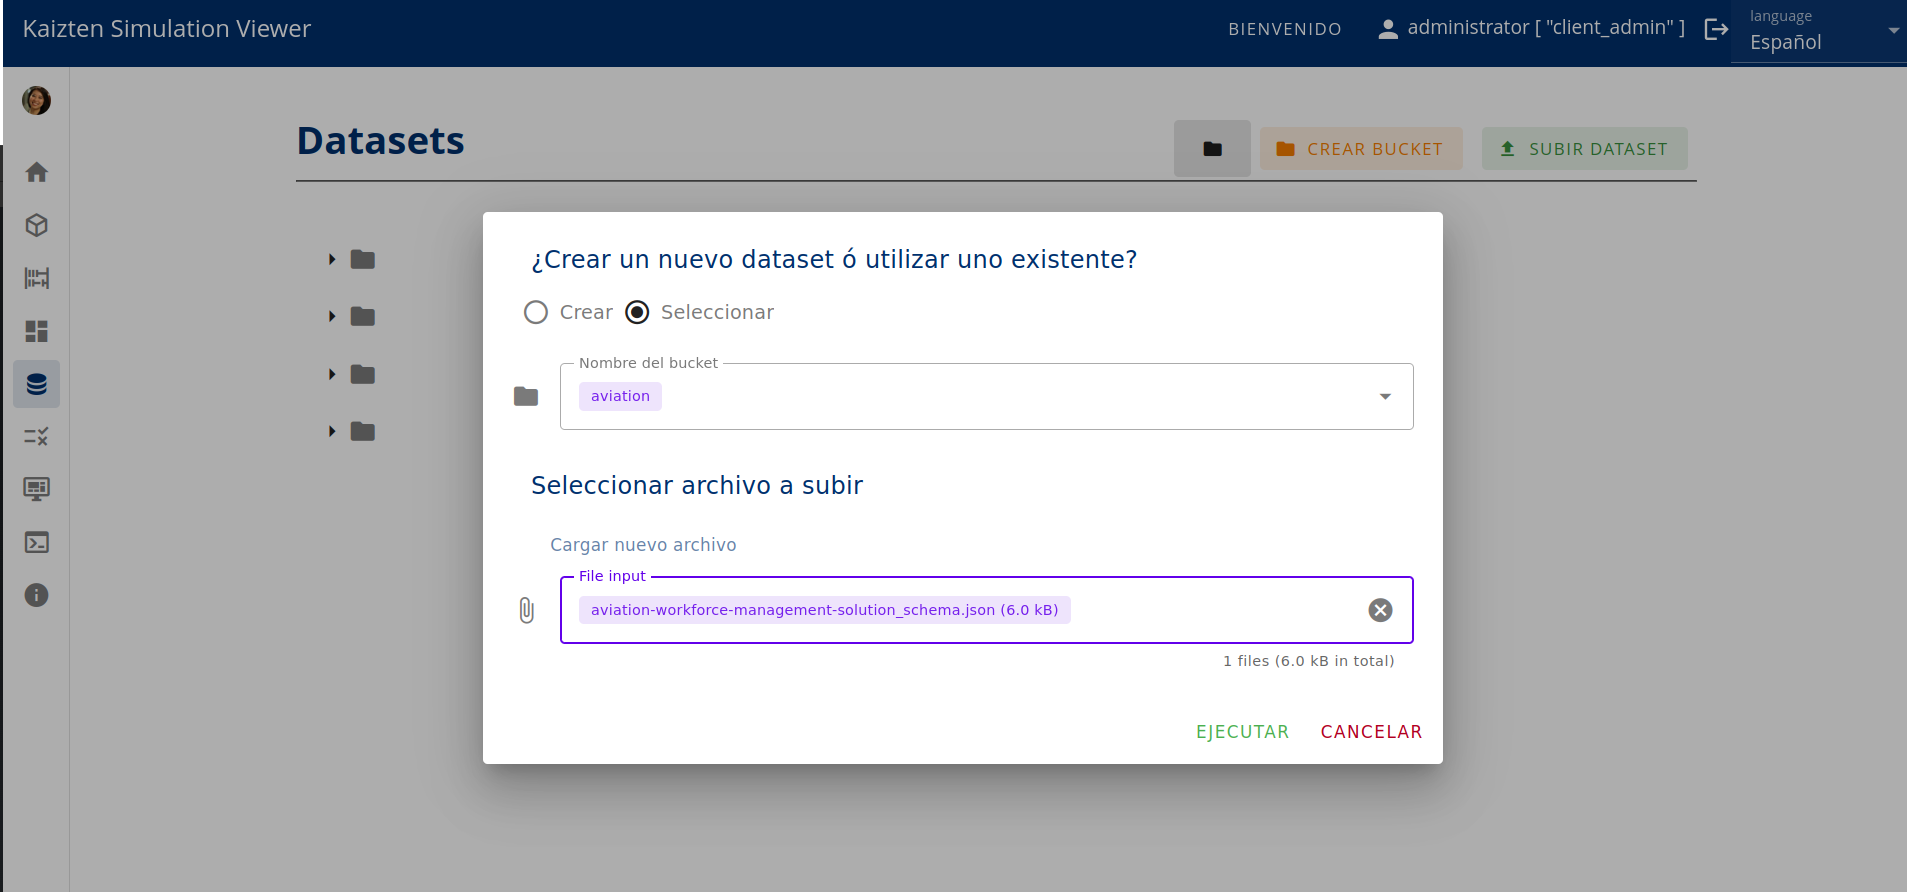 Kaizten Simulation Viewer
BIENVENIDO
administrator [ "client_admin" ]
language
Español
Datasets
CREAR BUCKET
SUBIR DATASET
¿Crear un nuevo dataset ó utilizar uno existente?
Crear
Seleccionar
Nombre del bucket
aviation
Seleccionar archivo a subir
Cargar nuevo archivo
File input
aviation-workforce-management-solution_schema.json (6.0 kB)
1 files (6.0 kB in total)
EJECUTAR
CANCELAR